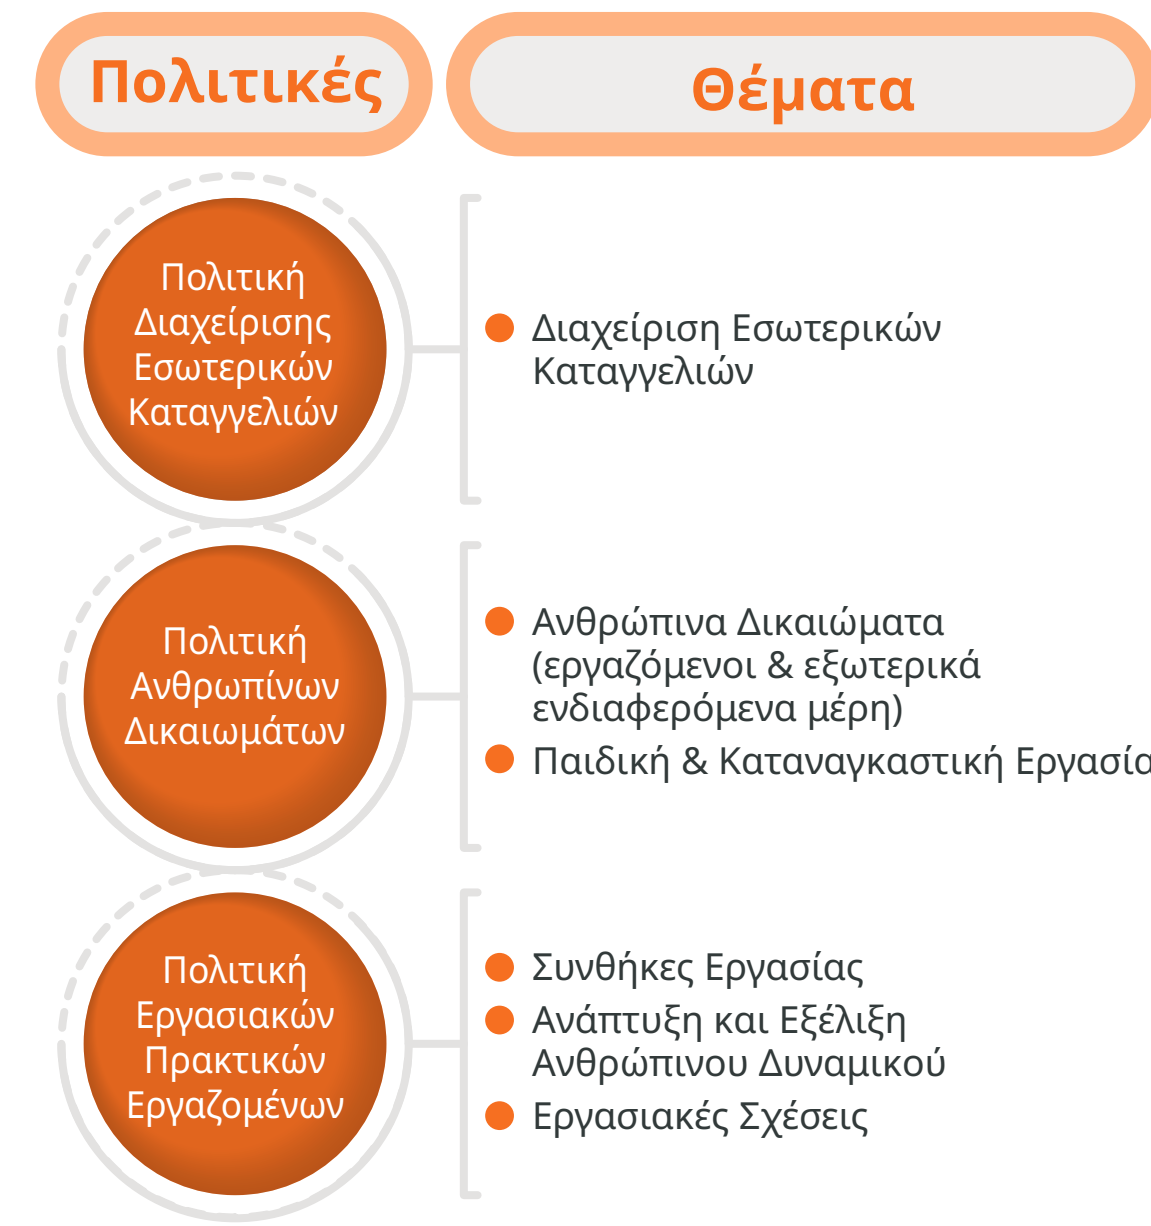 Πολιτικές
Θέματα
Πολιτική
Διαχείρισης
Εσωτερικών
Καταγγελιών
Διαχείριση Εσωτερικών
Καταγγελιών
Πολιτική
Ανθρωπίνων
Δικαιωμάτων
Ανθρώπινα Δικαιώματα
(εργαζόμενοι & εξωτερικά
ενδιαφερόμενα μέρη)
Παιδική & Καταναγκαστική Εργασία
Πολιτική
Εργασιακών
Πρακτικών
Εργαζομένων
Συνθήκες Εργασίας
Ανάπτυξη και Εξέλιξη
Ανθρώπινου Δυναμικού
Εργασιακές Σχέσεις